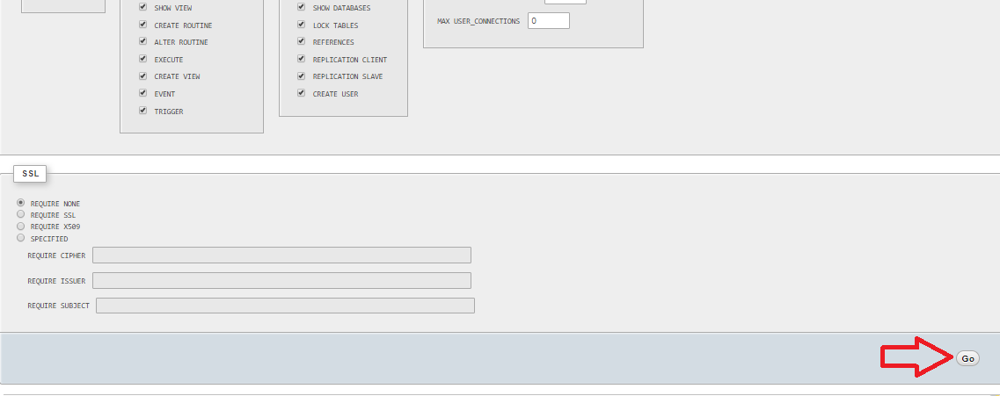 SHOW VIEW
CREATE ROUTINE
ALTER ROUTINE
EXECUTE
CREATE VIEW
EVENT
TRIGGER
SHOW DATABASES
LOCK TABLES
REFERENCES
REPLICATION CLIENT
REPLICATION SLAVE
CREATE USER
MAX USER_CONNECTIONS 0
SSL
REQUIRE NONE
REQUIRE SSL
REQUIRE X509
SPECIFIED
REQUIRE CIPHER
REQUIRE ISSUER
REQUIRE SUBJECT
Go